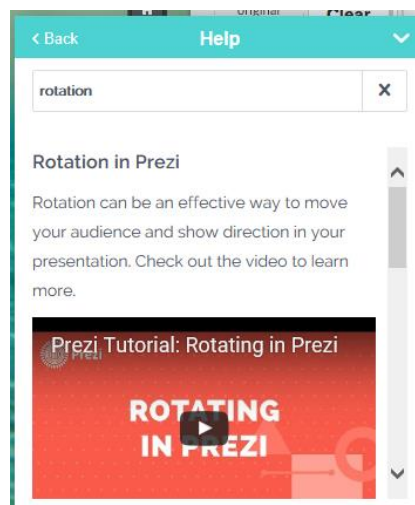 original
Clear
< Back
Help
rotation
X
Rotation in Prezi
Rotation can be an effective way to move
your audience and show direction in your
presentation. Check out the video to learn
more.
Prezi Tutorial: Rotating in Prezi
Prezi
ROTATING
IN PREZI